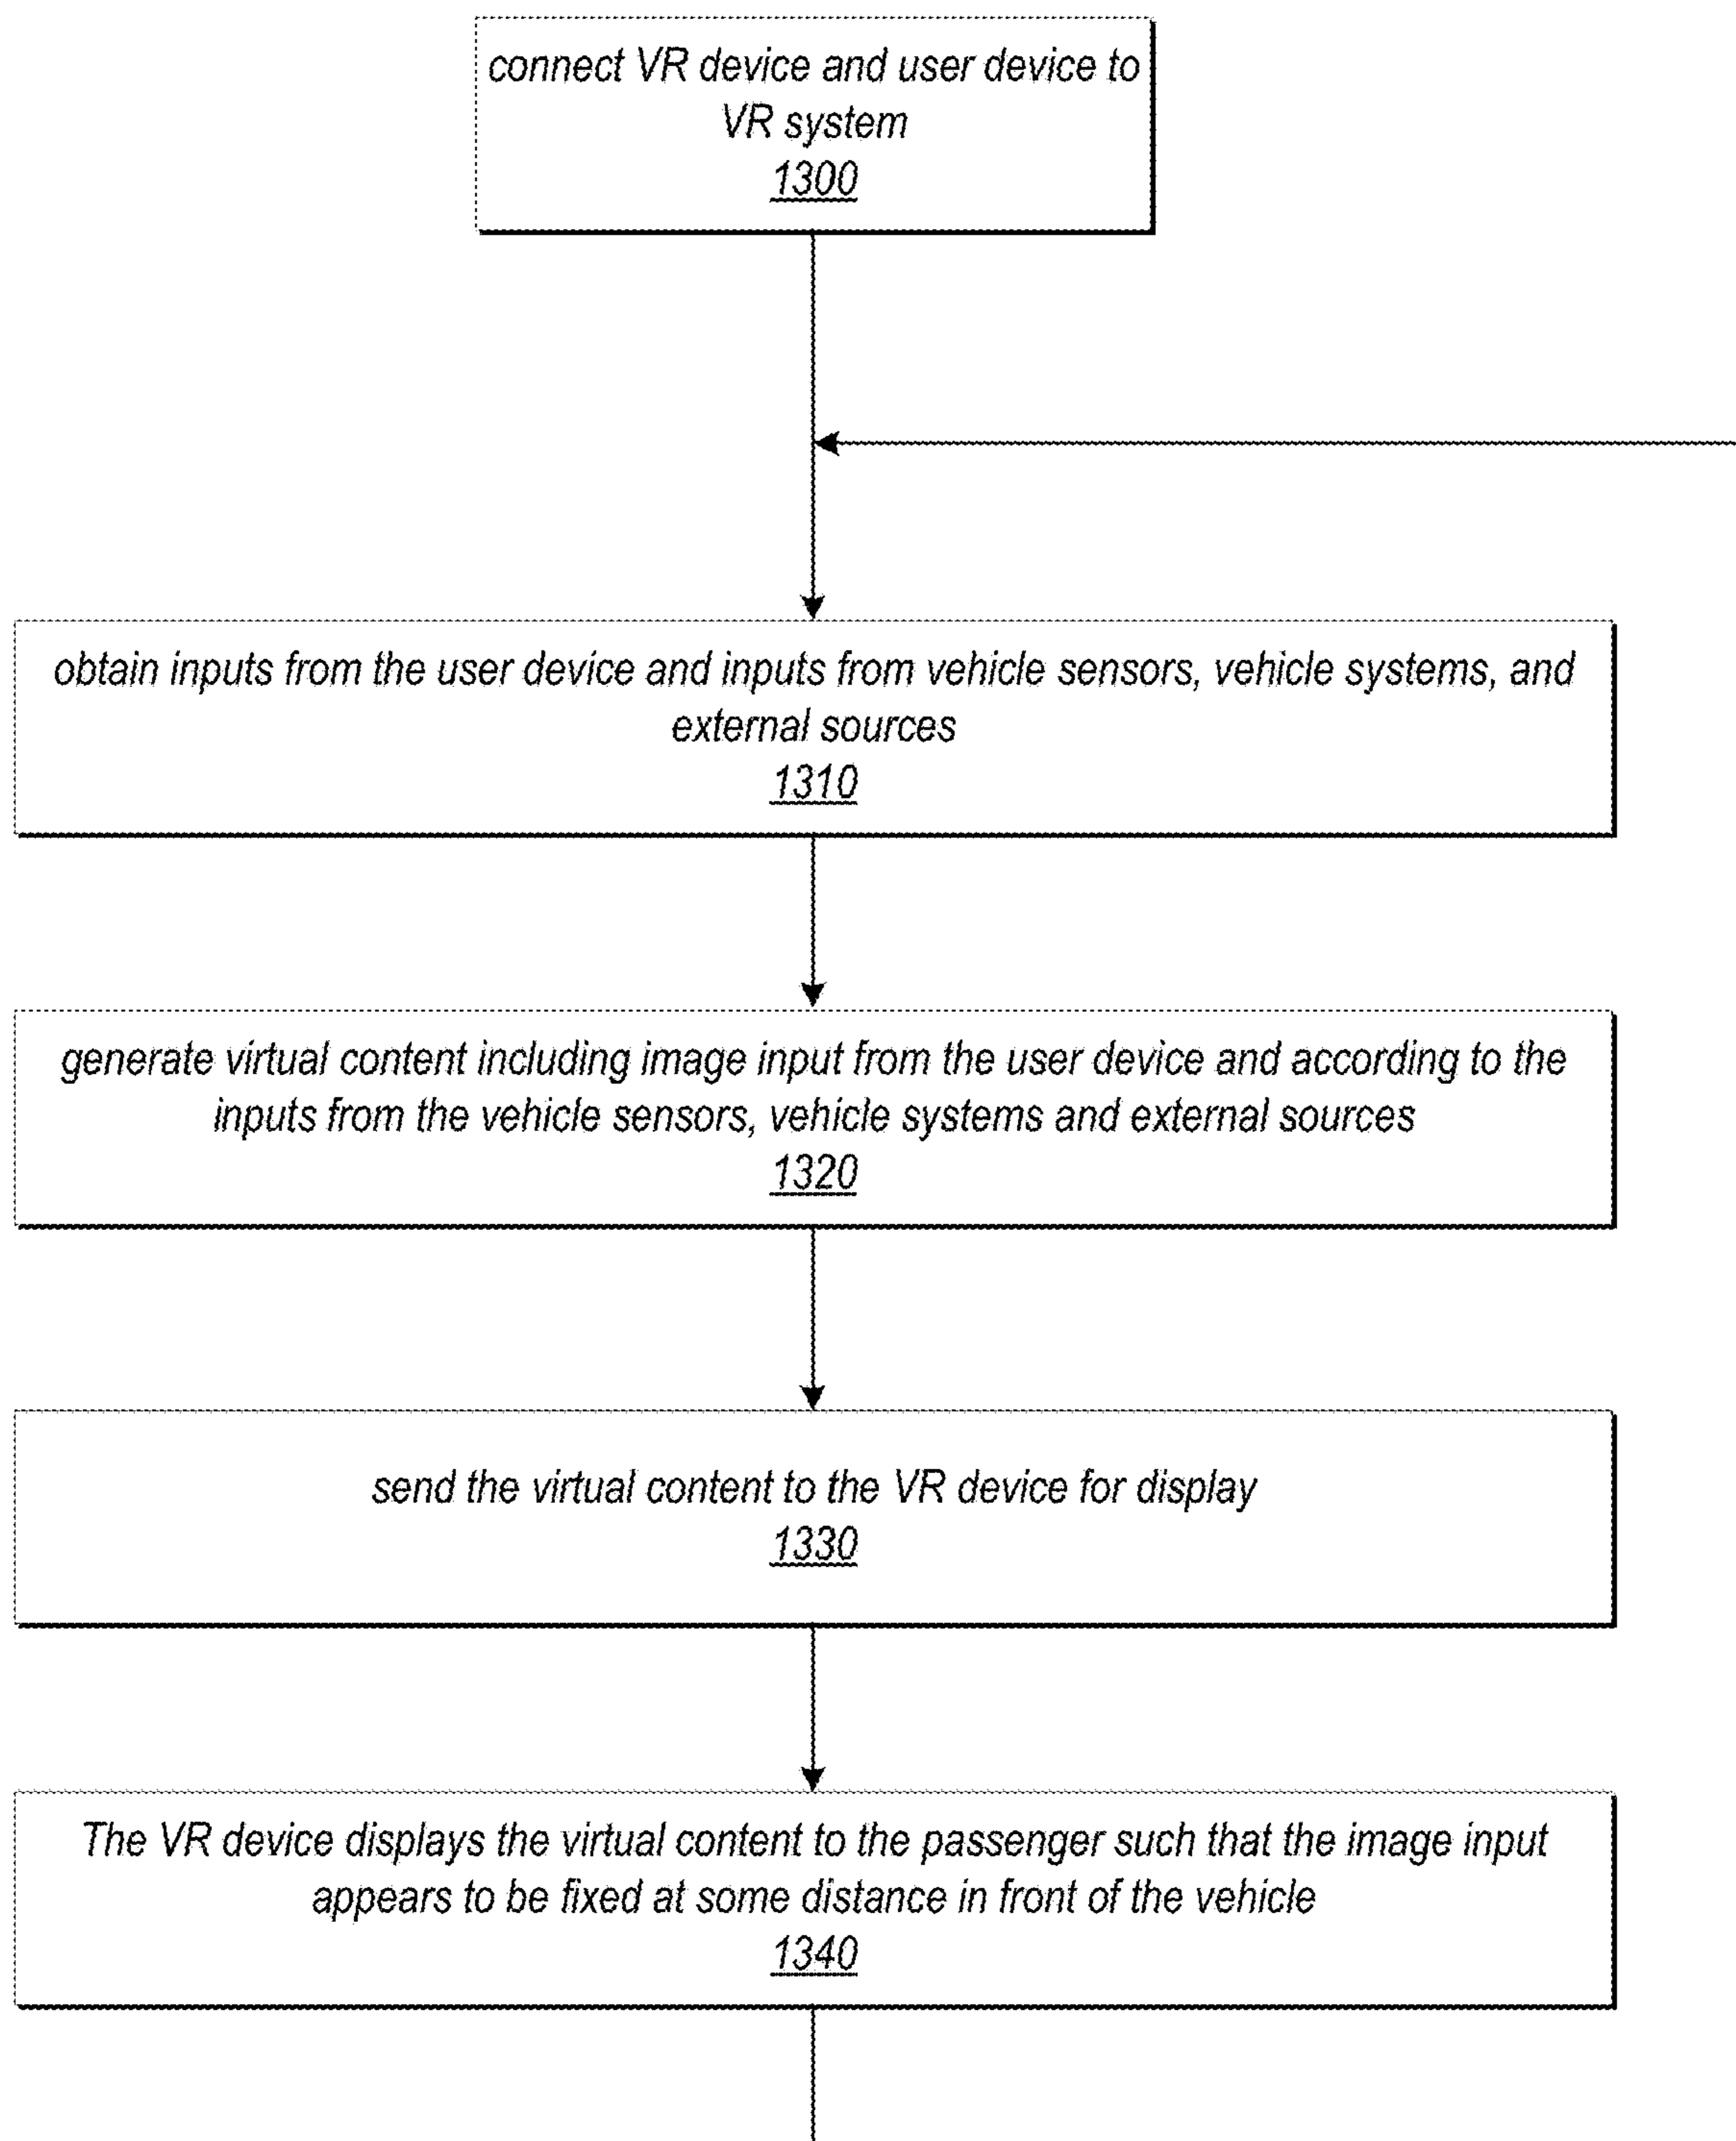 connect VR device and user device to
VR system
1300
obtain inputs from the user device and inputs from vehicle sensors, vehicle systems, and
external sources
1310
generate virtual content including image input from the user device and according to the
inputs from the vehicle sensors, vehicle systems and external sources
1320
send the virtual content to the VR device for display
1330
The VR device displays the virtual content to the passenger such that the image input
appears to be fixed at some distance in front of the vehicle
1340